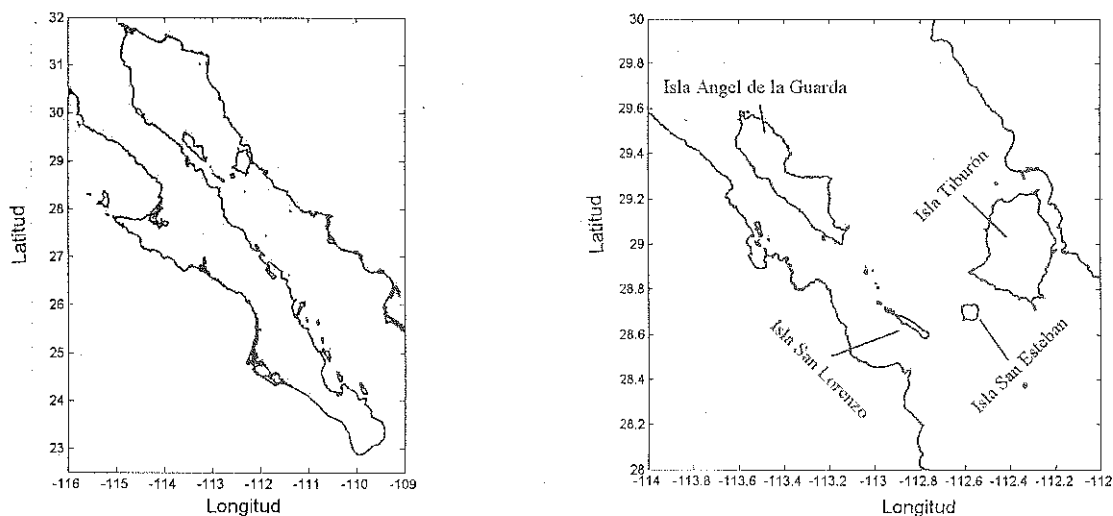 32
31
30
29
28
27
26
25
24
23
Latitud
-116 -115 -114 -113 -112 -111 -110 -109
Longitud
30
29.8
29.6
29.4
29.2
29
28.8
28.6
28.4
28.2
28
Latitud
-114 -113.8 -113.6 -113.4 -113.2 -113 -112.8 -112.6 -112.4 -112.2 -112
Longitud
Isla Angel de la Guarda
Isla Tiburón
Isla San Lorenzo
Isla San Esteban